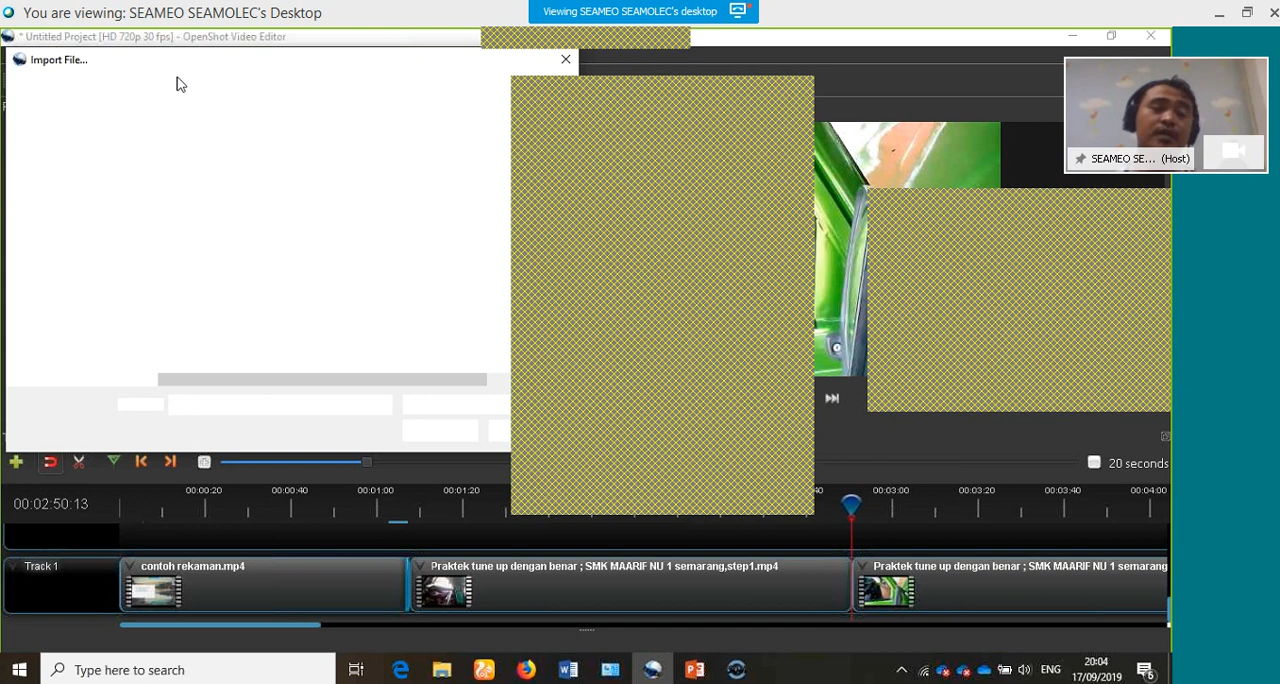 You are viewing: SEAMEO SEAMOLEC's Desktop
Viewing SEAMEO SEAMOLEC's desktop
* Untitled Project [HD 720p 30 fps] - OpenShot Video Editor
Import File...
SEAMEO SE... (Host)
20 seconds
00:02:50:13
00:00:20
00:00:40
00:01:00
00:01:20
00:03:00
00:03:20
00:03:40
00:04:00
Track 1
contoh rekaman.mp4
Praktek tune up dengan benar ; SMK MAARIF NU 1 semarang,step1.mp4
Praktek tune up dengan benar ; SMK MAARIF NU 1 semarang
Type here to search
ENG
20:04
17/09/2019